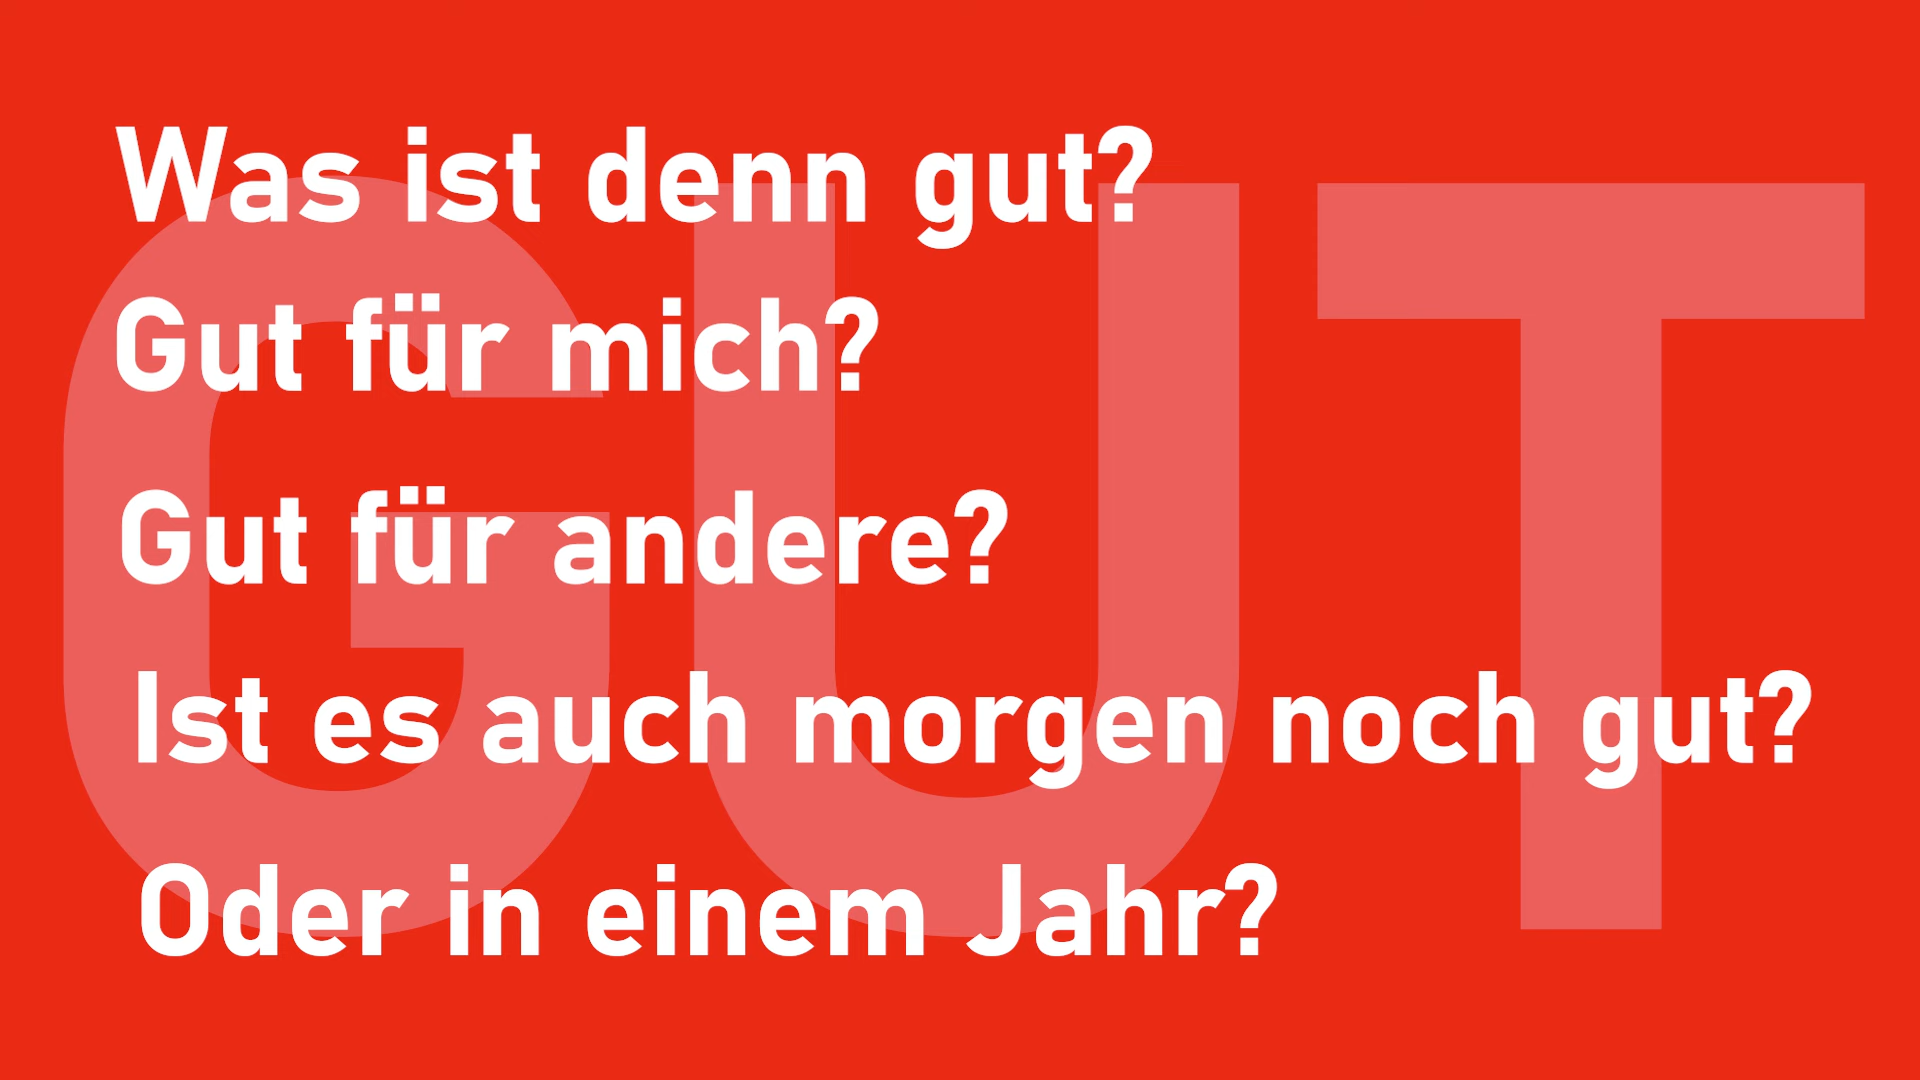 GUT
Was ist denn gut?
Gut für mich?
Gut für andere?
Ist es auch morgen noch gut?
Oder in einem Jahr?